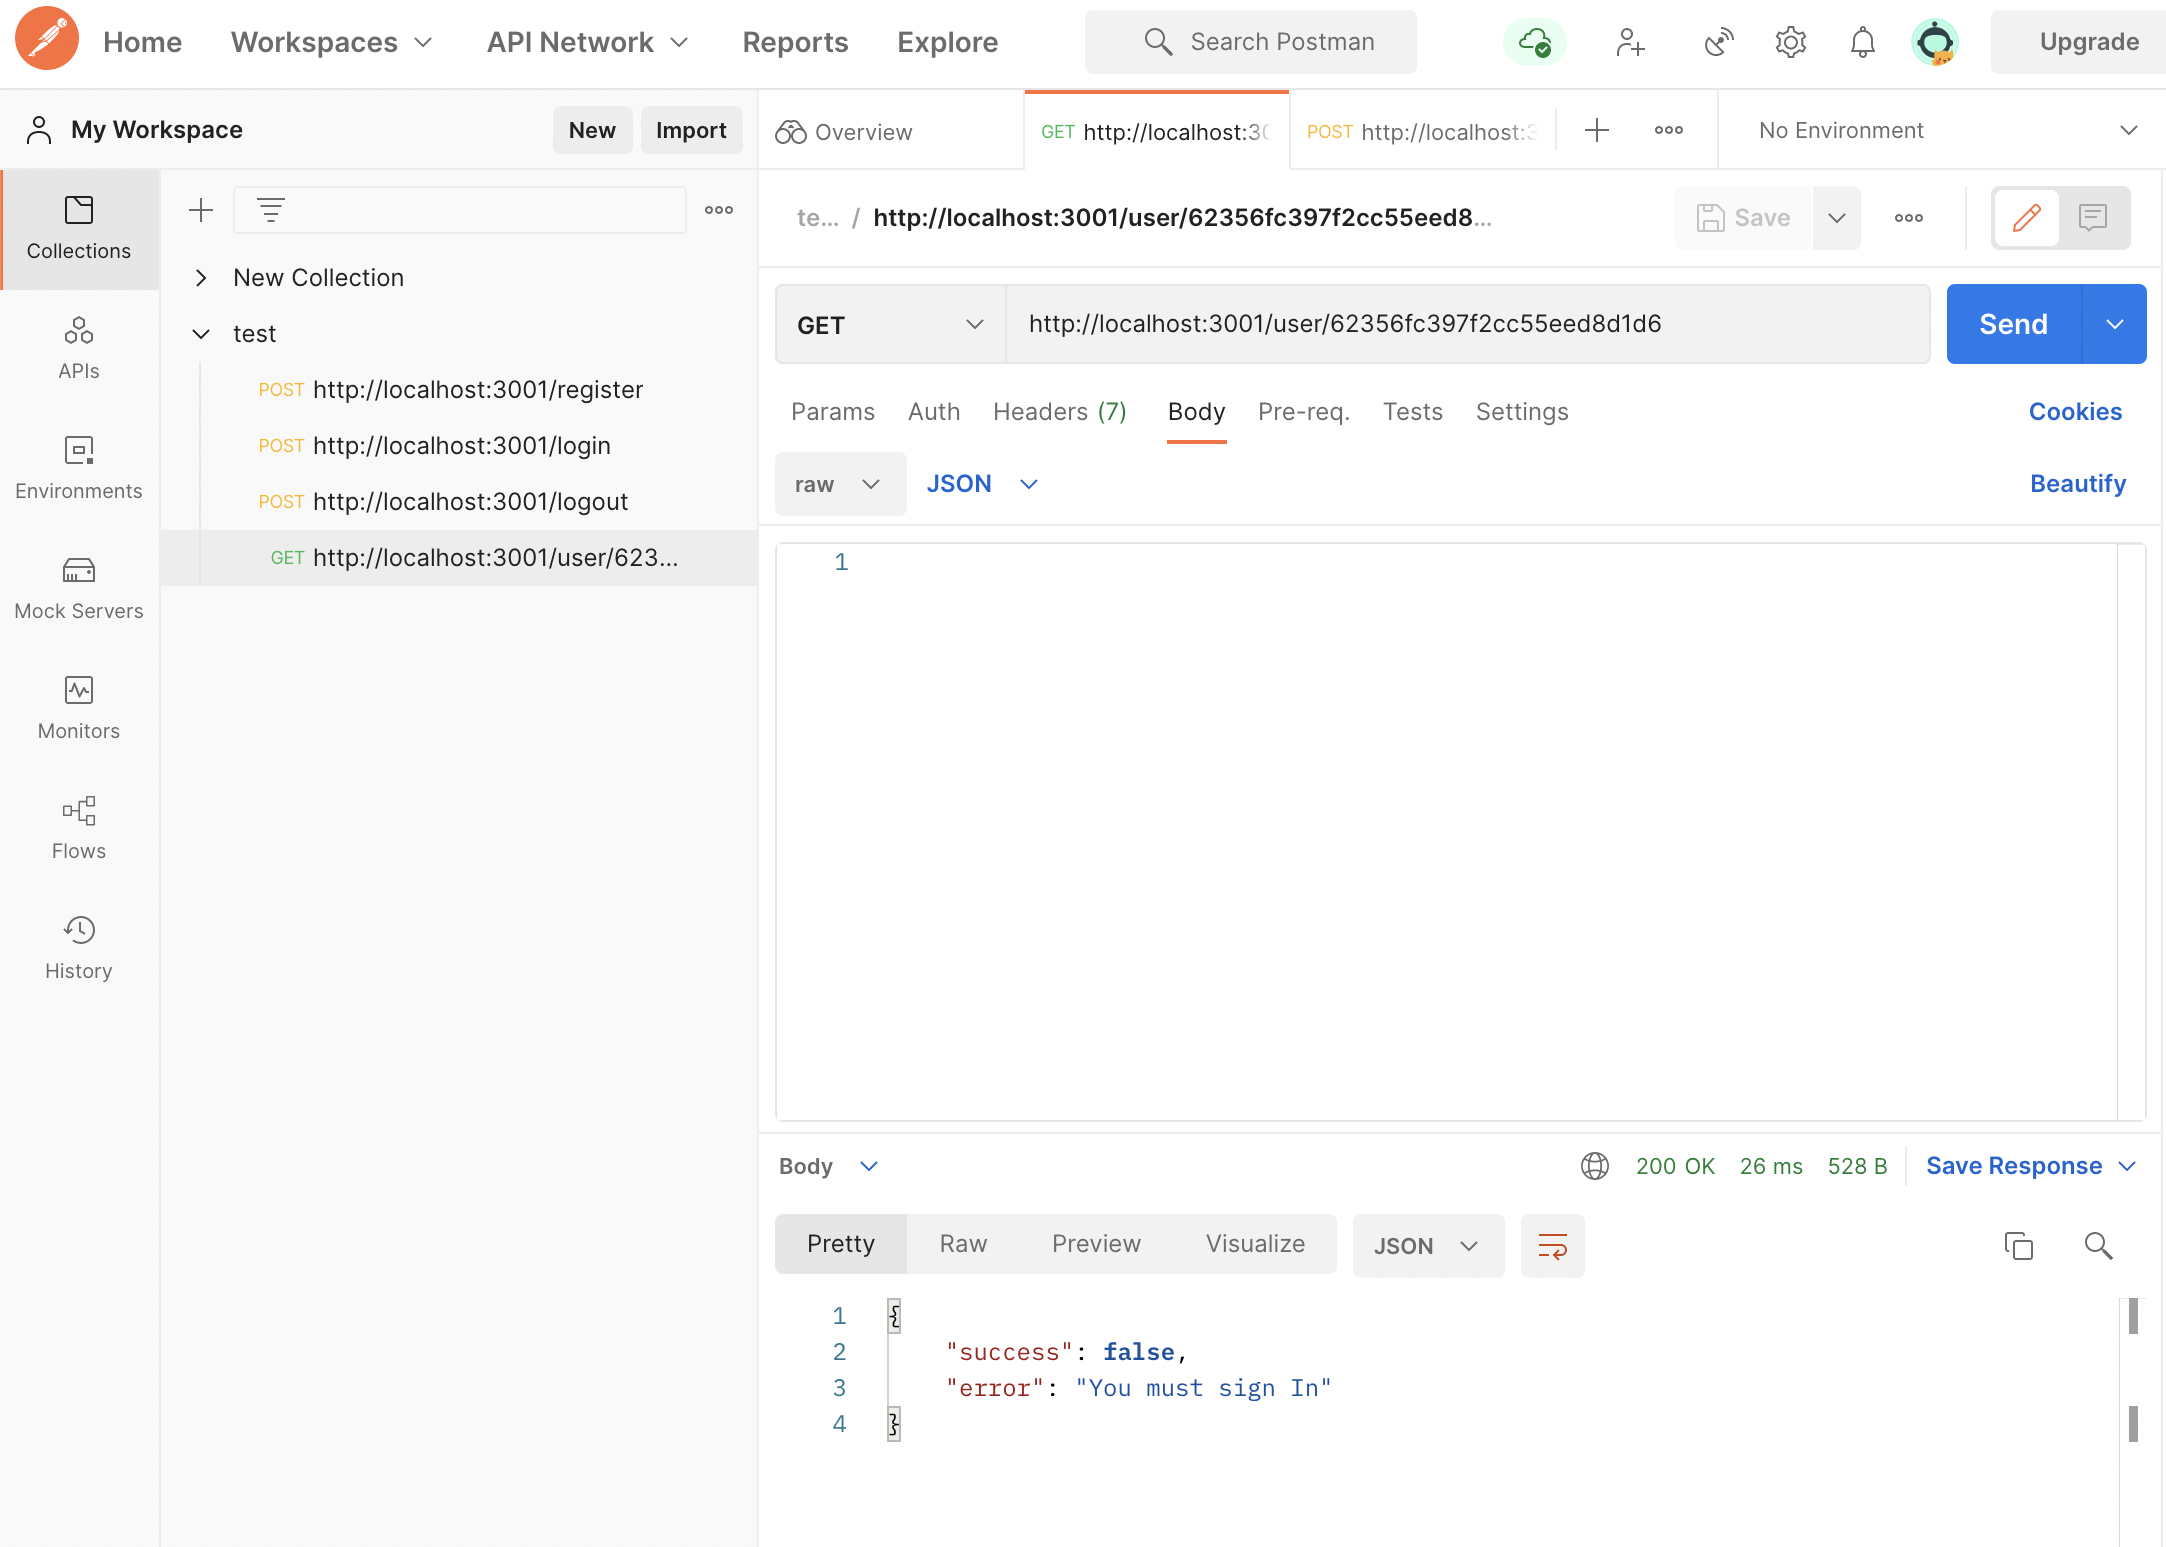 Home Workspaces API Network Reports Explore Search Postman Upgrade
My Workspace New Import
Overview GET http://localhost:30 POST http://localhost:3 No Environment
Collections
APIs
Environments
Mock Servers
Monitors
Flows
History
New Collection
test
POST http://localhost:3001/register
POST http://localhost:3001/login
POST http://localhost:3001/logout
GET http://localhost:3001/user/623...
te... / http://localhost:3001/user/62356fc397f2cc55eed8... Save
GET http://localhost:3001/user/62356fc397f2cc55eed8d1d6 Send
Params Auth Headers (7) Body Pre-req. Tests Settings Cookies
raw JSON Beautify
1
Body 200 OK 26 ms 528 B Save Response
Pretty Raw Preview Visualize JSON
1 {
2 "success": false,
3 "error": "You must sign In"
4 }